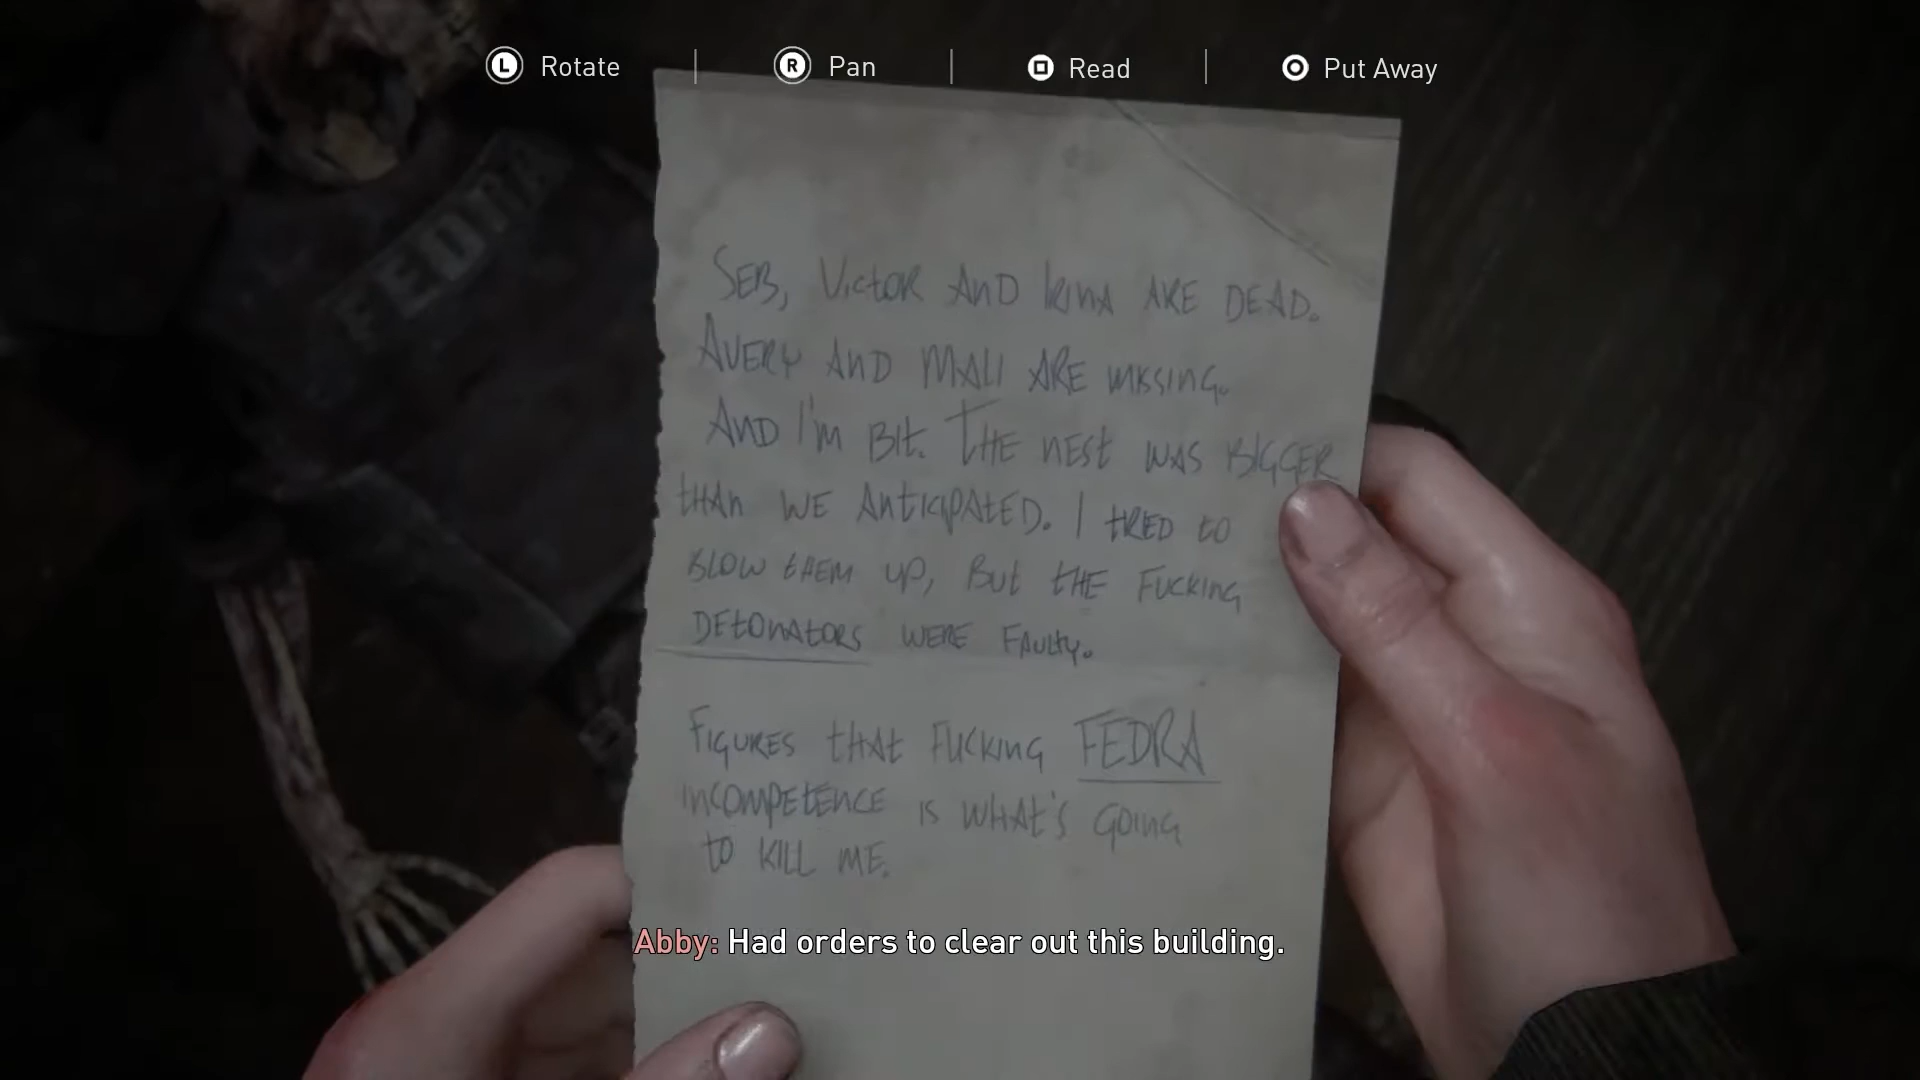 L Rotate | R Pan | Read | Put Away
FEDRA
SEB, VICTOR AND IRINA ARE DEAD.
AVERY AND MALI ARE MISSING.
AND I'M BIT. THE NEST WAS BIGGER
THAN WE ANTICIPATED. I TRIED TO
BLOW THEM UP, BUT THE FUCKING
DETONATORS WERE FAULTY.
FIGURES THAT FUCKING FEDRA
INCOMPETENCE IS WHAT'S GOING
TO KILL ME.
Abby: Had orders to clear out this building.